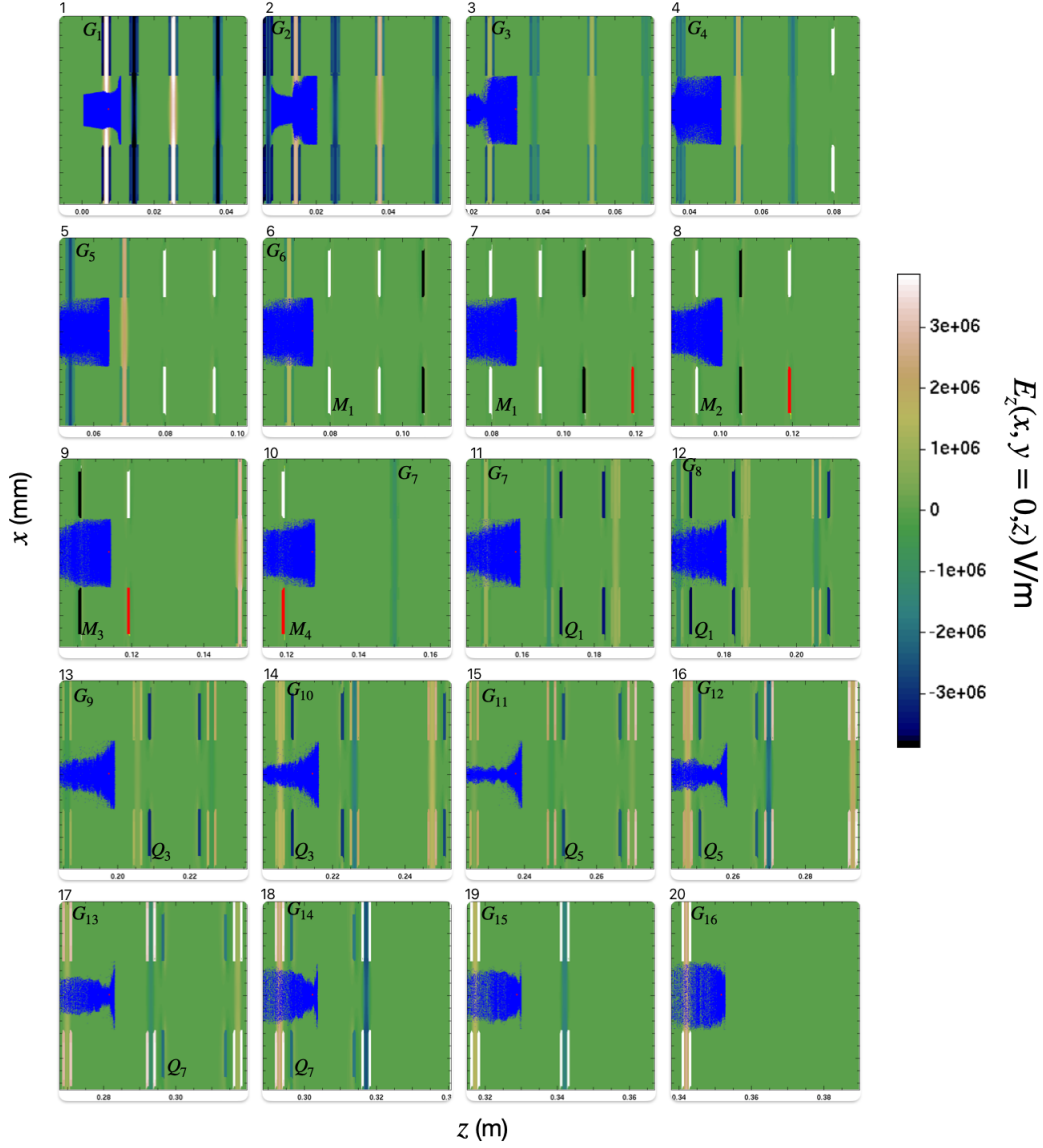 1 2 3 4
G₁ G₂ G₃ G₄
0.00 0.02 0.04 0.02 0.04 0.02 0.04 0.06 0.04 0.06 0.08
5 6 7 8
G₅ G₆
M₁ M₁ M₂
0.06 0.08 0.10 0.08 0.10 0.08 0.10 0.12 0.10 0.12
9 10 11 12
G₇ G₇ G₈
M₃ M₄ Q₁ Q₁
0.12 0.14 0.12 0.14 0.16 0.16 0.18 0.18 0.20
13 14 15 16
G₉ G₁₀ G₁₁ G₁₂
Q₃ Q₃ Q₅ Q₅
0.20 0.22 0.22 0.24 0.24 0.26 0.26 0.28
17 18 19 20
G₁₃ G₁₄ G₁₅ G₁₆
Q₇ Q₇
0.28 0.30 0.30 0.32 0.32 0.34 0.34 0.36 0.38
x (mm)
z (m)
3e+06
2e+06
1e+06
0
-1e+06
-2e+06
-3e+06
E_z(x, y = 0,z) V/m